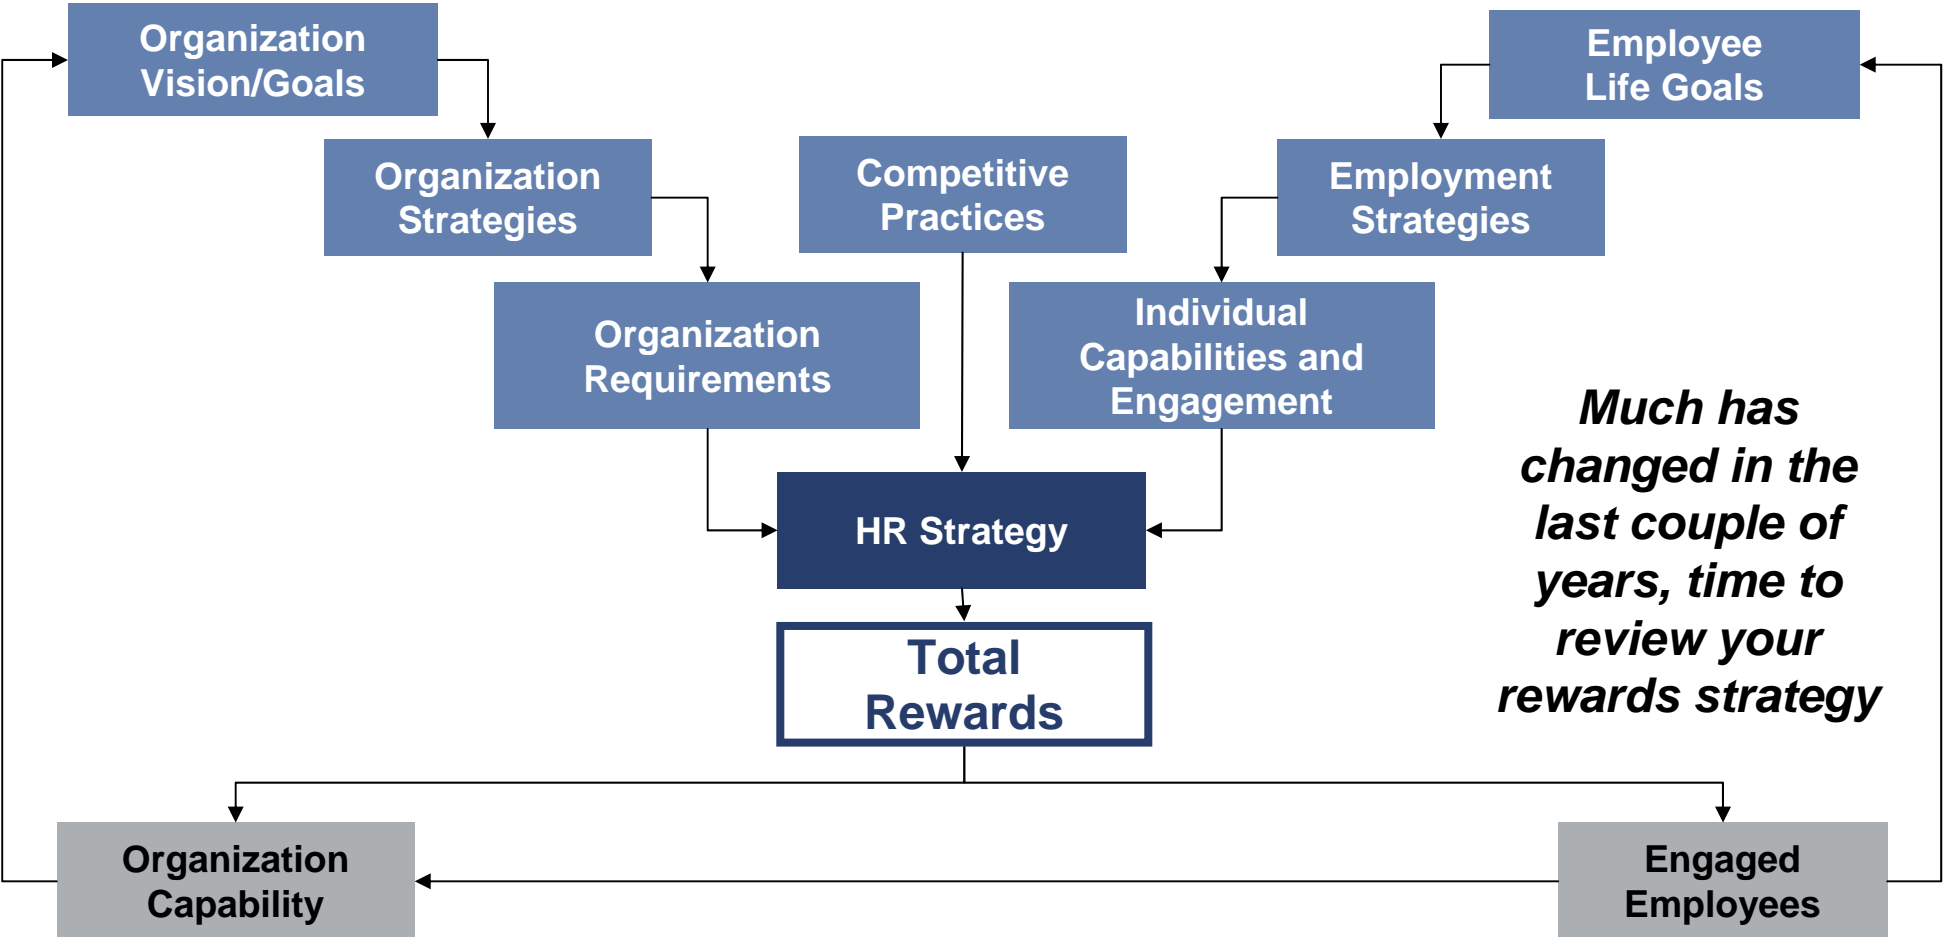 Organization
Vision/Goals
Employee
Life Goals
Organization
Strategies
Competitive
Practices
Employment
Strategies
Organization
Requirements
Individual
Capabilities and
Engagement
Much has
changed in the
last couple of
years, time to
review your
rewards strategy
HR Strategy
Total
Rewards
Organization
Capability
Engaged
Employees